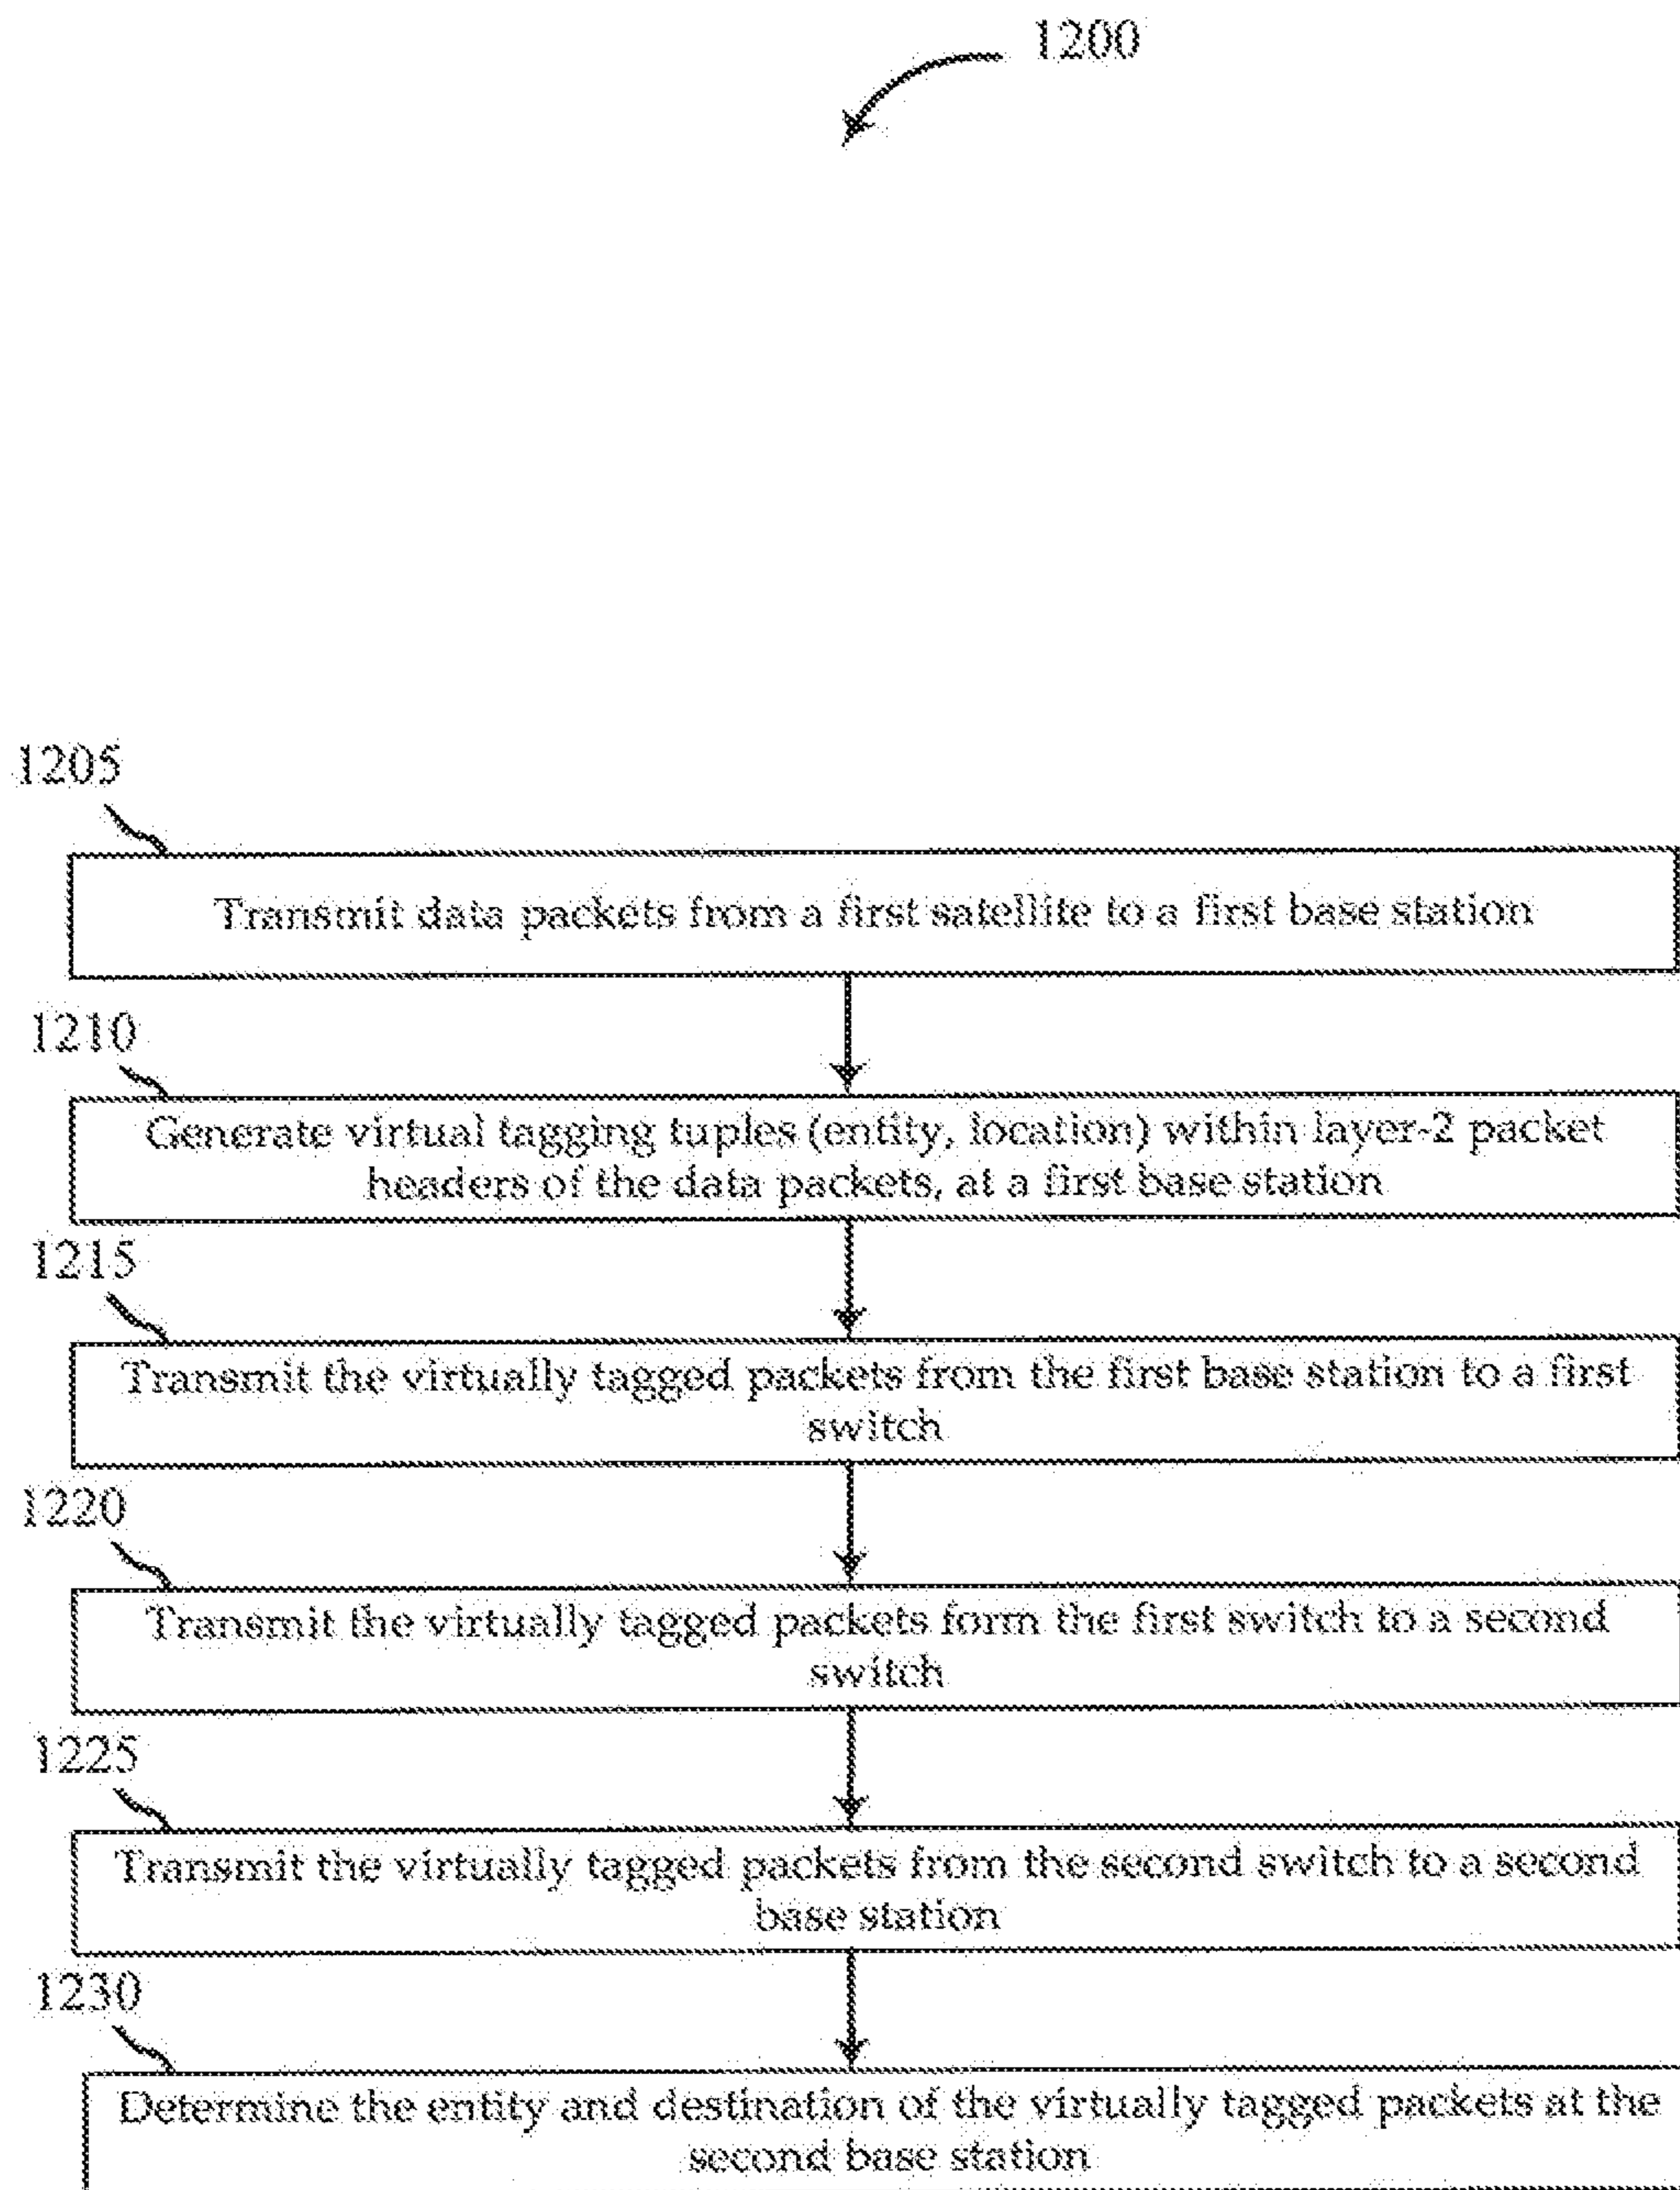 1200
1205
Transmit data packets from a first satellite to a first base station
1210
Generate virtual tagging tuples (entity, location) within layer-2 packet
headers of the data packets, at a first base station
1215
Transmit the virtually tagged packets from the first base station to a first
switch
1220
Transmit the virtually tagged packets form the first switch to a second
switch
1225
Transmit the virtually tagged packets from the second switch to a second
base station
1230
Determine the entity and destination of the virtually tagged packets at the
second base station